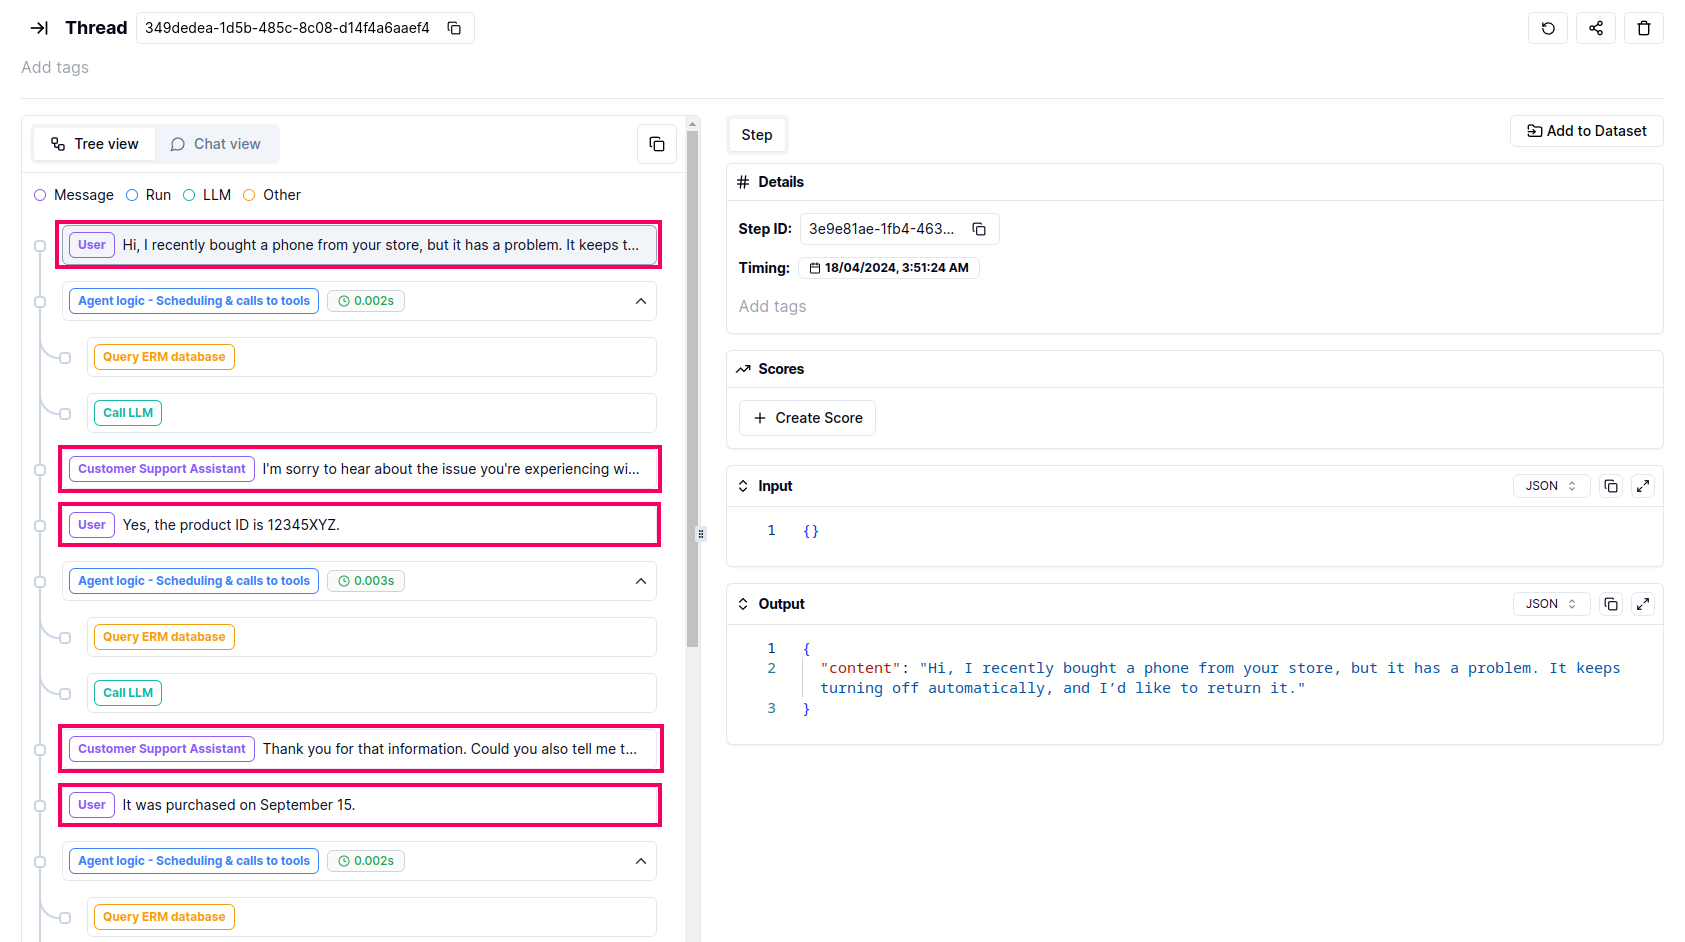 Thread 349dedea-1d5b-485c-8c08-d14f4a6aaef4
Add tags
Tree view Chat view
Message Run LLM Other
User Hi, I recently bought a phone from your store, but it has a problem. It keeps t...
Agent logic - Scheduling & calls to tools 0.002s
Query ERM database
Call LLM
Customer Support Assistant I'm sorry to hear about the issue you're experiencing wi...
User Yes, the product ID is 12345XYZ.
Agent logic - Scheduling & calls to tools 0.003s
Query ERM database
Call LLM
Customer Support Assistant Thank you for that information. Could you also tell me t...
User It was purchased on September 15.
Agent logic - Scheduling & calls to tools 0.002s
Query ERM database
Step Add to Dataset
Details
Step ID: 3e9e81ae-1fb4-463...
Timing: 18/04/2024, 3:51:24 AM
Add tags
Scores
+ Create Score
Input JSON
1 {}
Output JSON
1 {
2 "content": "Hi, I recently bought a phone from your store, but it has a problem. It keeps
turning off automatically, and I’d like to return it."
3 }